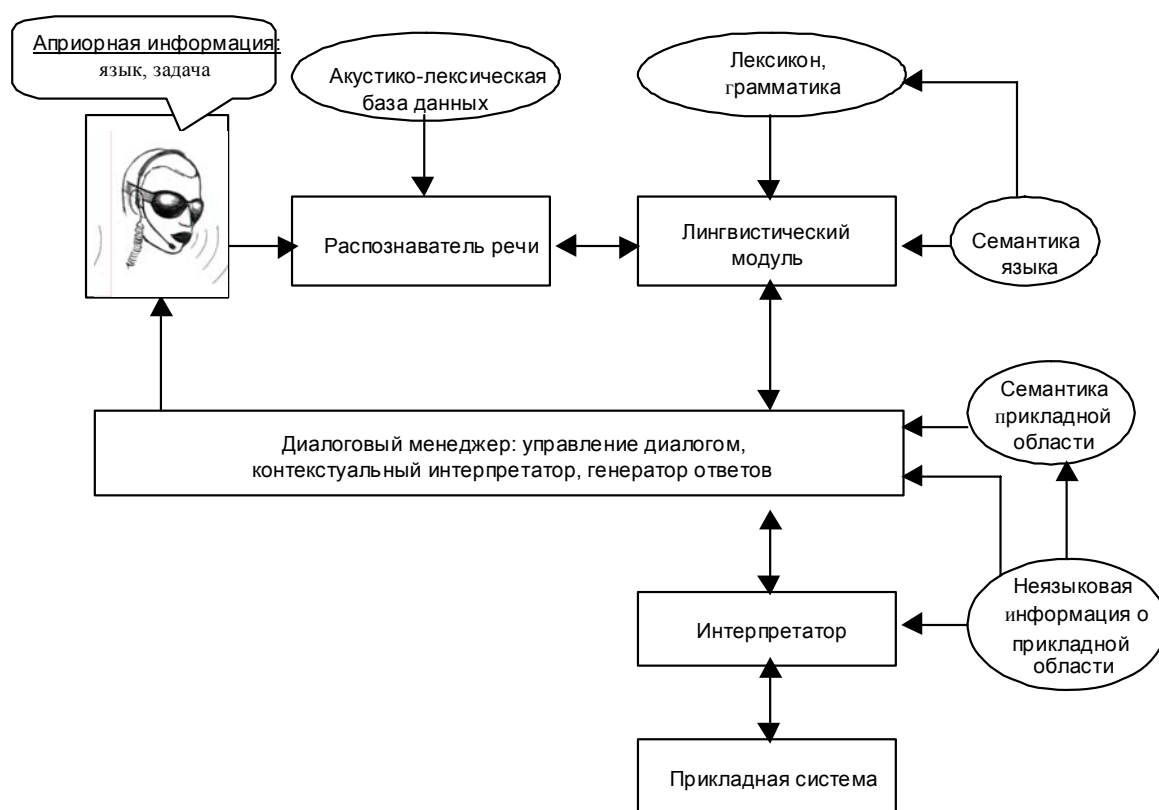 Априорная информация:
язык, задача
Акустико-лексическая
база данных
Лексикон,
грамматика
Распознаватель речи
Лингвистический
модуль
Семантика
языка
Диалоговый менеджер: управление диалогом,
контекстуальный интерпретатор, генератор ответов
Семантика
прикладной
области
Интерпретатор
Неязыковая
информация о
прикладной
области
Прикладная система